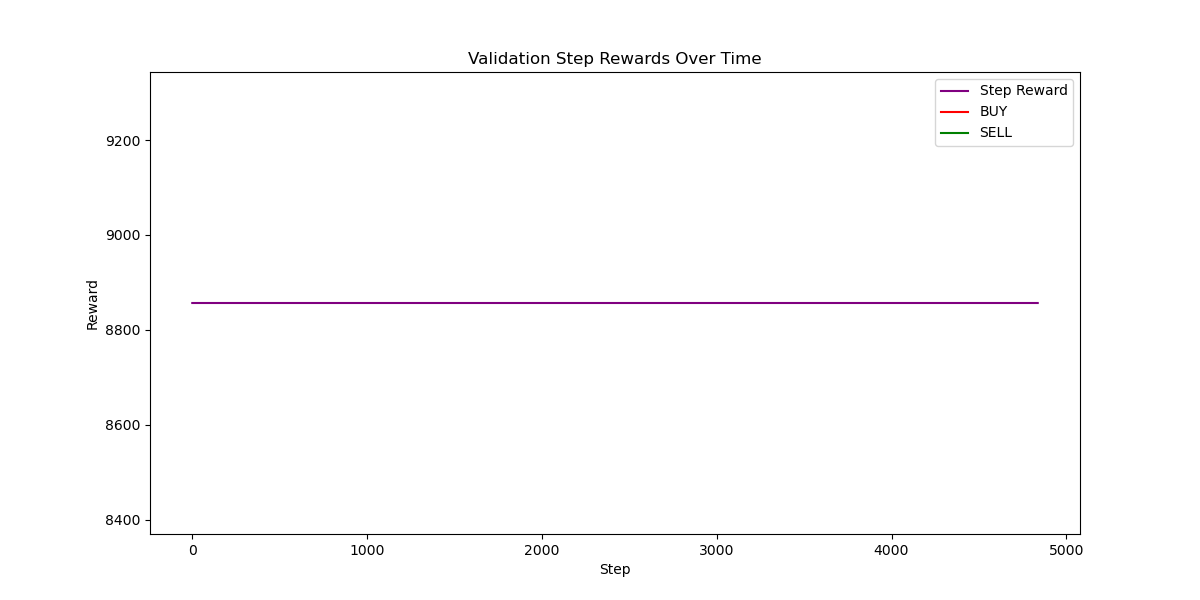 Validation Step Rewards Over Time
Step Reward
BUY
SELL
9200
9000
8800
8600
8400
Reward
0 1000 2000 3000 4000 5000
Step